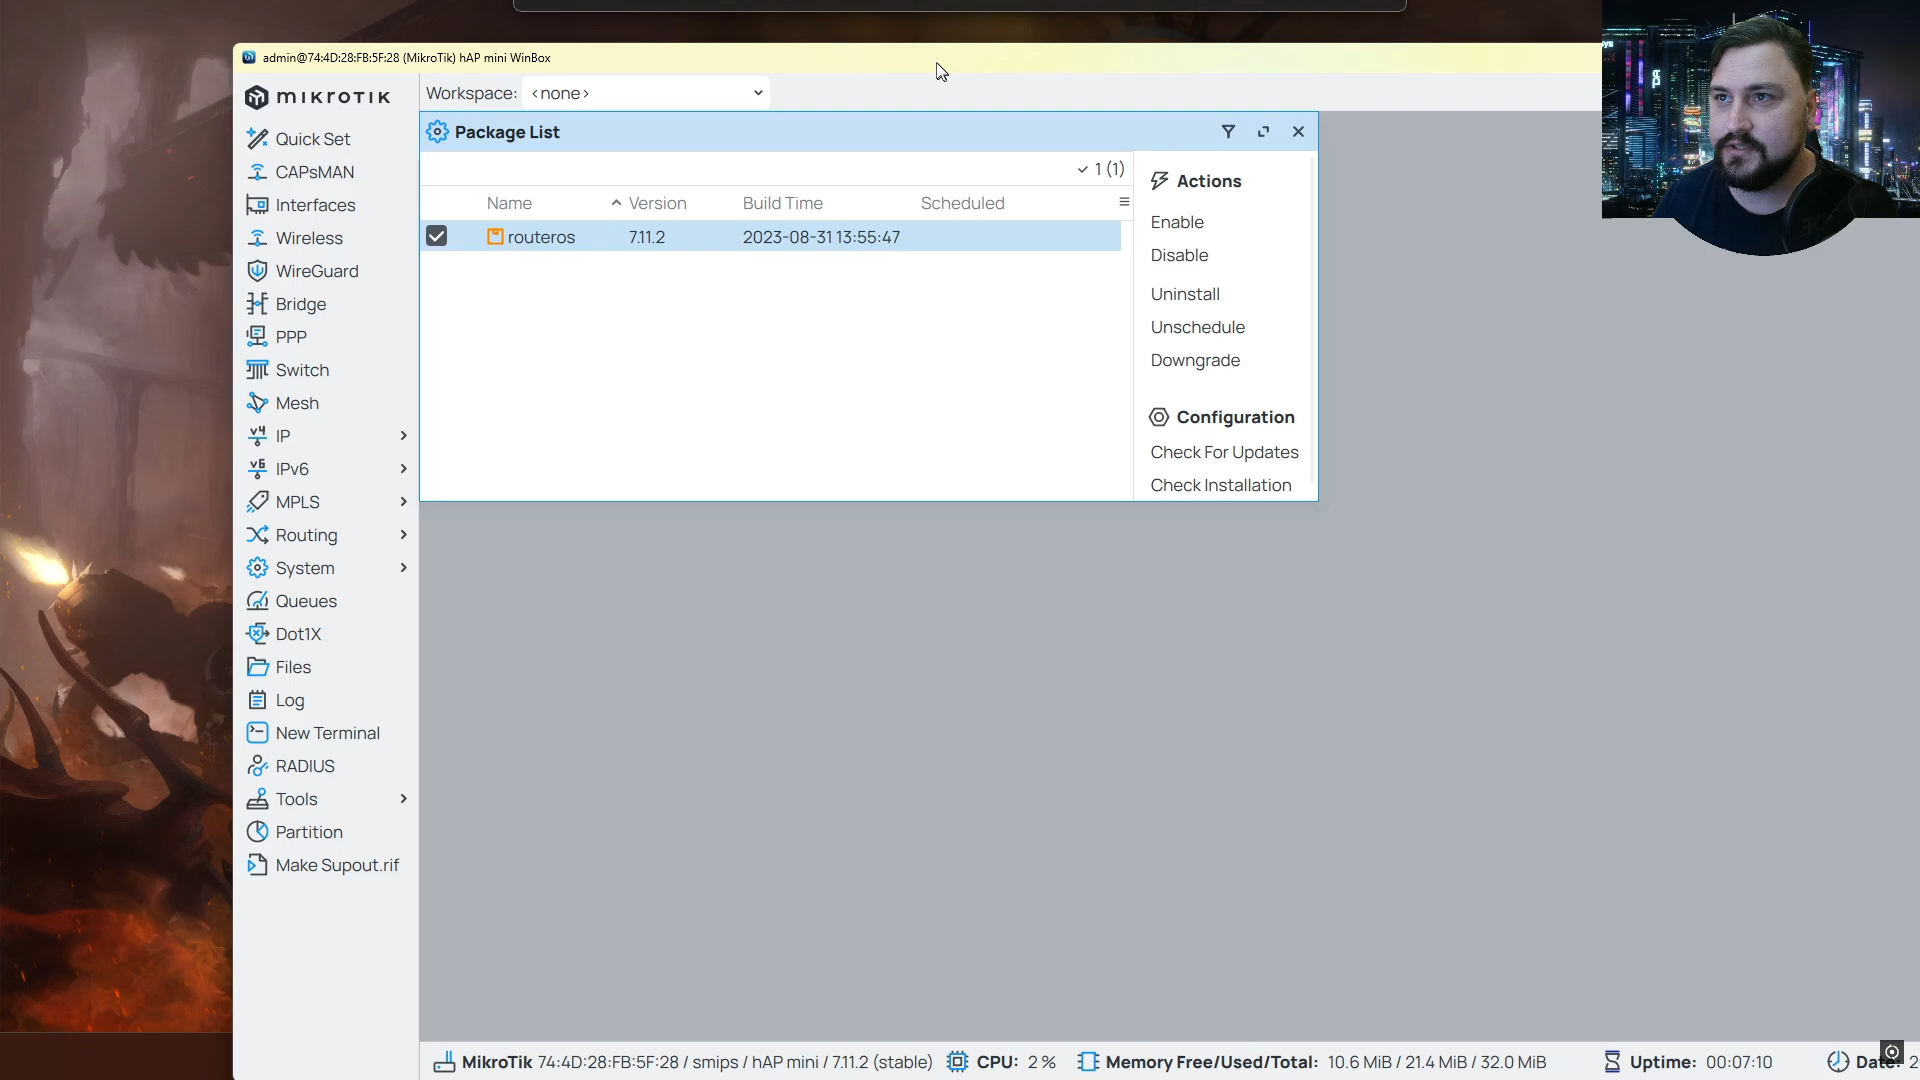 admin@74:4D:28:FB:5F:28 (MikroTik) hAP mini WinBox
MIKROTIK
Workspace: <none>
Quick Set
CAPsMAN
Interfaces
Wireless
WireGuard
Bridge
PPP
Switch
Mesh
v4 IP
v6 IPv6
MPLS
Routing
System
Queues
Dot1X
Files
Log
New Terminal
RADIUS
Tools
Partition
Make Supout.rif
Package List
1 (1)
Name Version Build Time Scheduled
routeros 7.11.2 2023-08-31 13:55:47
Actions
Enable
Disable
Uninstall
Unschedule
Downgrade
Configuration
Check For Updates
Check Installation
MikroTik 74:4D:28:FB:5F:28 / smips / hAP mini / 7.11.2 (stable) CPU: 2 % Memory Free/Used/Total: 10.6 MiB / 21.4 MiB / 32.0 MiB Uptime: 00:07:10 Date: 2